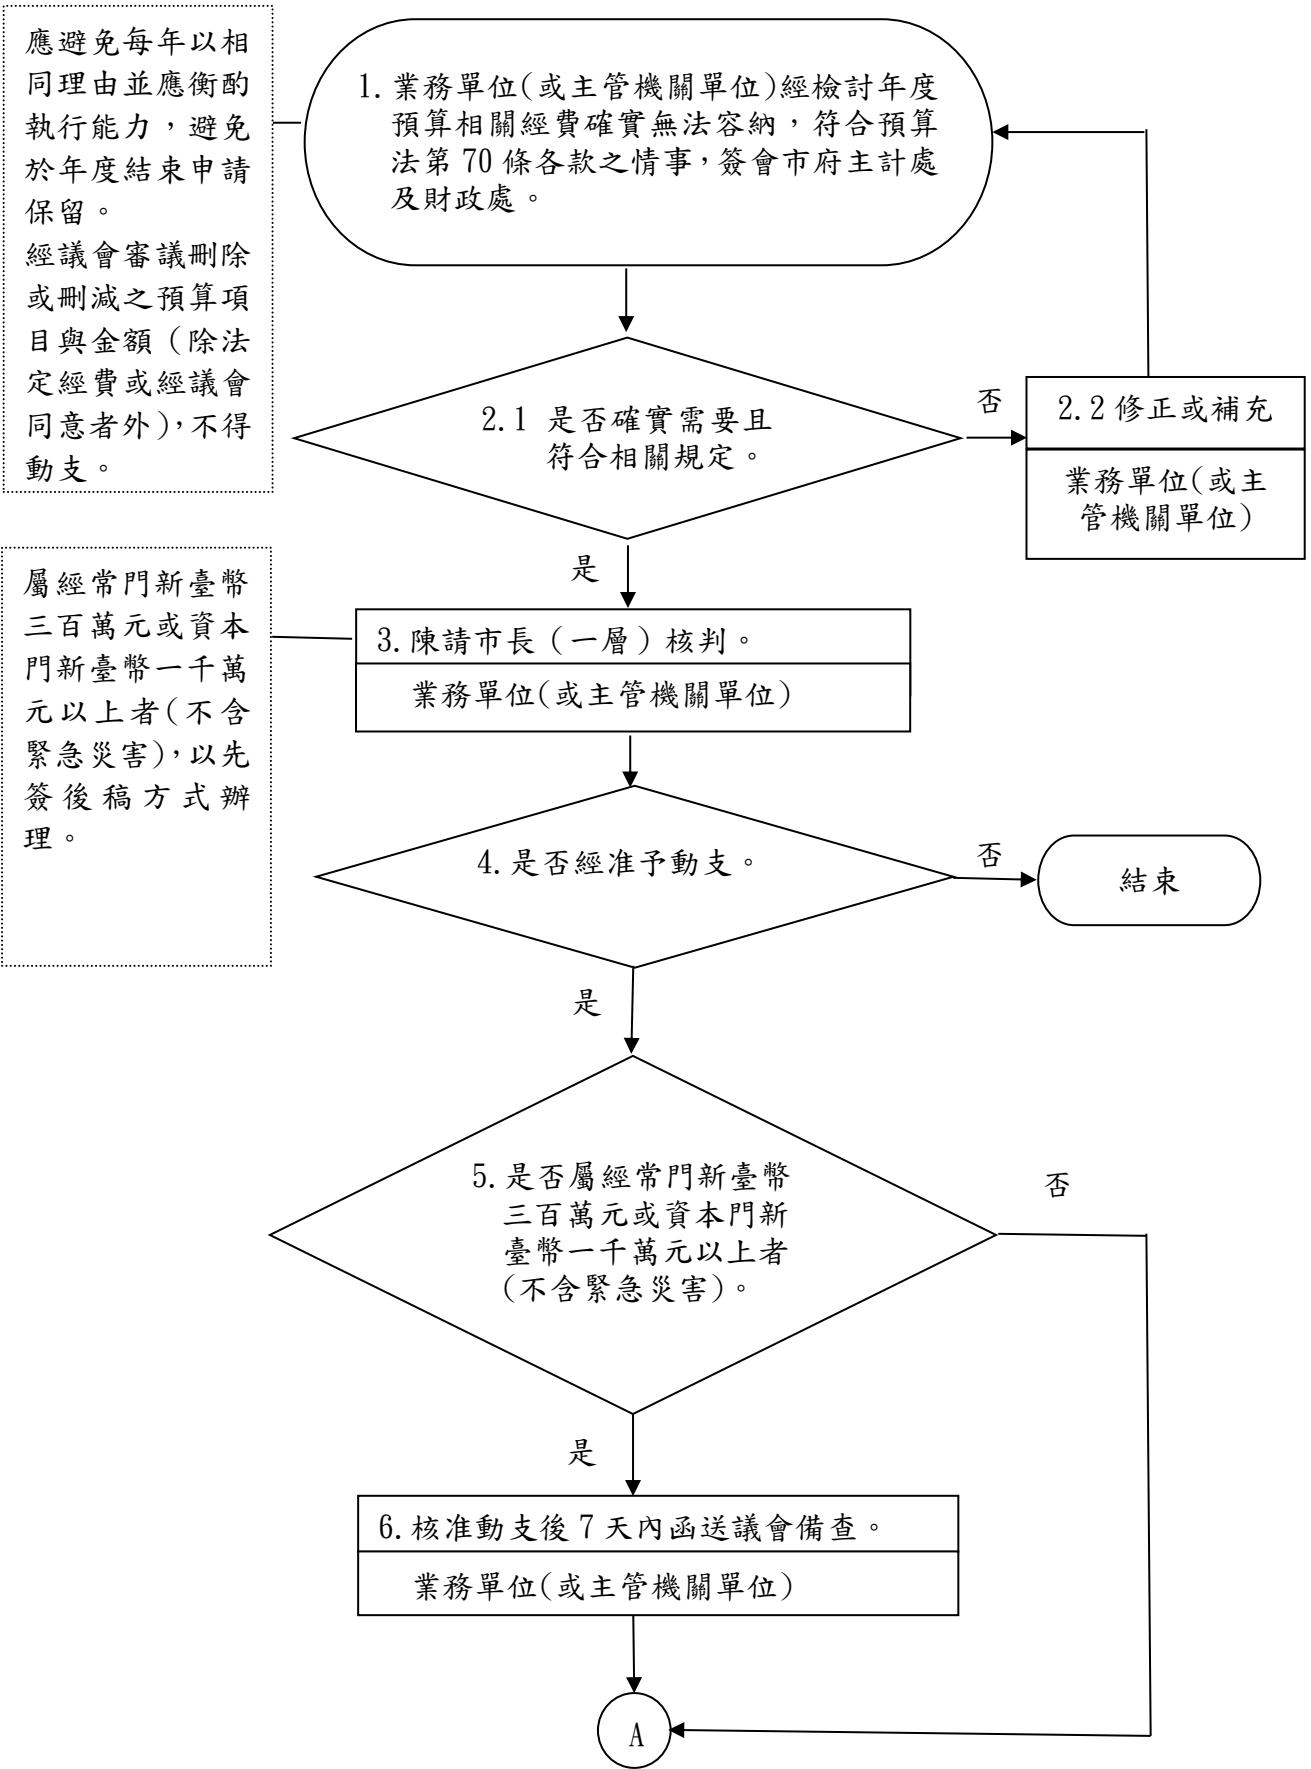 應避免每年以相
同理由並應衡酌
執行能力，避免
於年度結束申請
保留。
經議會審議刪除
或刪減之預算項
目與金額（除法
定經費或經議會
同意者外），不得
動支。
1. 業務單位(或主管機關單位)經檢討年度
預算相關經費確實無法容納，符合預算
法第 70 條各款之情事，簽會市府主計處
及財政處。
2.1 是否確實需要且
符合相關規定。
否
2.2 修正或補充
業務單位(或主
管機關單位)
是
屬經常門新臺幣
三百萬元或資本
門新臺幣一千萬
元以上者(不含
緊急災害)，以先
簽後稿方式辦
理。
3. 陳請市長（一層）核判。
業務單位(或主管機關單位)
4. 是否經准予動支。
否
結束
是
5. 是否屬經常門新臺幣
三百萬元或資本門新
臺幣一千萬元以上者
(不含緊急災害)。
否
是
6. 核准動支後 7 天內函送議會備查。
業務單位(或主管機關單位)
A